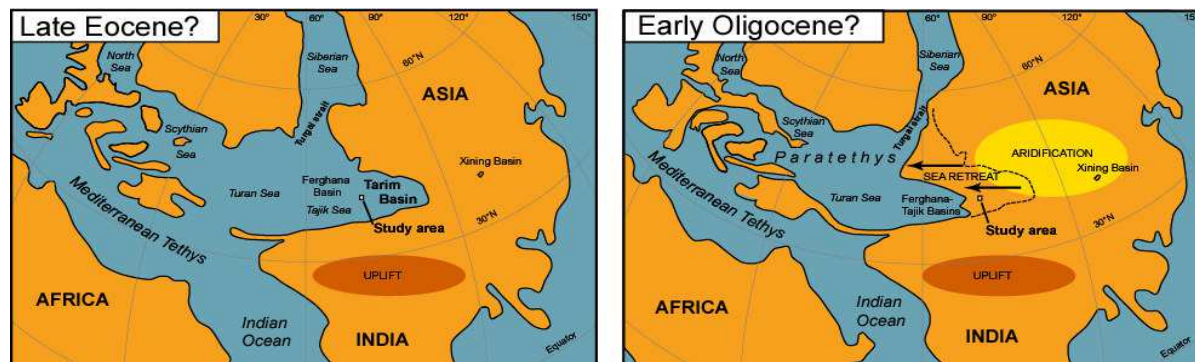 Late Eocene?
30°
60°
90°
120°
150°
North
Sea
Siberian
Sea
60°N
ASIA
Turgai strait
Scythian
Sea
Xining Basin
Ferghana
Basin
Tarim
Basin
Turan Sea
Tajik Sea
Mediterranean Tethys
Study area
30°N
UPLIFT
AFRICA
Indian
Ocean
INDIA
Equator
Early Oligocene?
30°
60°
90°
120°
150°
North
Sea
Siberian
Sea
60°N
ASIA
Turgai strait
Scythian
Sea
Paratethys
ARIDIFICATION
Xining Basin
SEA RETREAT
Turan Sea
Ferghana-
Tajik Basins
Mediterranean Tethys
Study area
30°N
UPLIFT
AFRICA
Indian
Ocean
INDIA
Equator